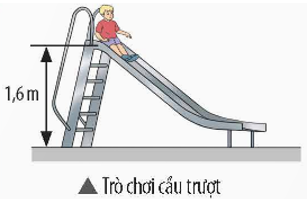 1,6 m
▲ Trò chơi cầu trượt